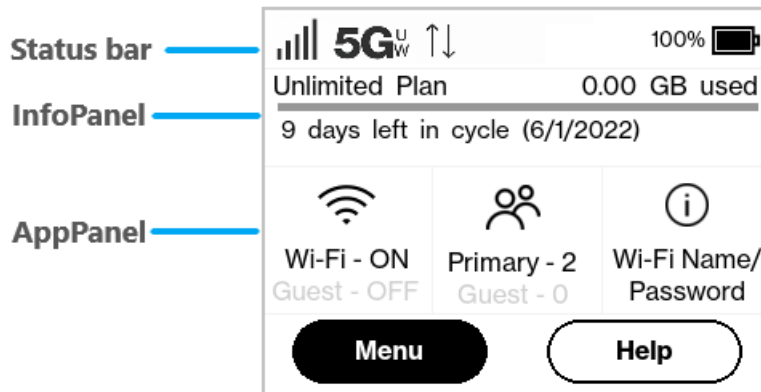 Status bar
5G UW
100%
InfoPanel
Unlimited Plan 0.00 GB used
9 days left in cycle (6/1/2022)
AppPanel
Wi-Fi - ON
Guest - OFF
Primary - 2
Guest - 0
Wi-Fi Name/
Password
Menu
Help